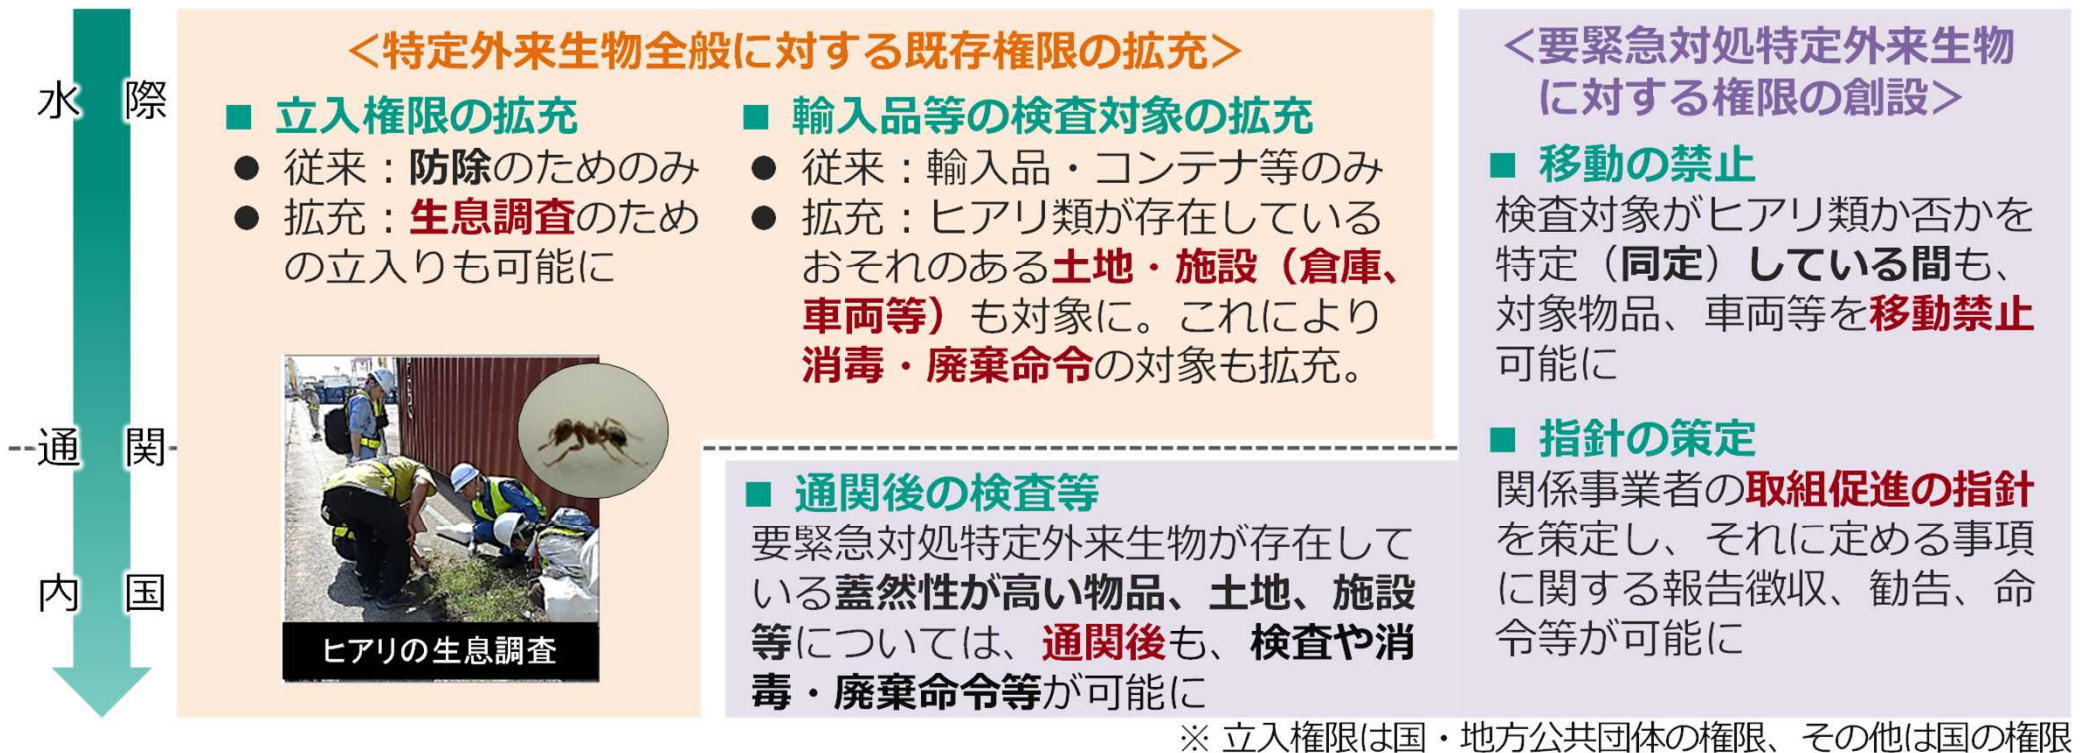 水際
通関
内国
＜特定外来生物全般に対する既存権限の拡充＞
■ 立入権限の拡充
● 従来：防除のためのみ
● 拡充：生息調査のため
の立入りも可能に
ヒアリの生息調査
■ 輸入品等の検査対象の拡充
● 従来：輸入品・コンテナ等のみ
● 拡充：ヒアリ類が存在している
おそれのある土地・施設（倉庫、
車両等）も対象に。これにより
消毒・廃棄命令の対象も拡充。
■ 通関後の検査等
要緊急対処特定外来生物が存在して
いる蓋然性が高い物品、土地、施設
等については、通関後も、検査や消
毒・廃棄命令等が可能に
＜要緊急対処特定外来生物
に対する権限の創設＞
■ 移動の禁止
検査対象がヒアリ類か否かを
特定（同定）している間も、
対象物品、車両等を移動禁止
可能に
■ 指針の策定
関係事業者の取組促進の指針
を策定し、それに定める事項
に関する報告徴収、勧告、命
令等が可能に
※ 立入権限は国・地方公共団体の権限、その他は国の権限